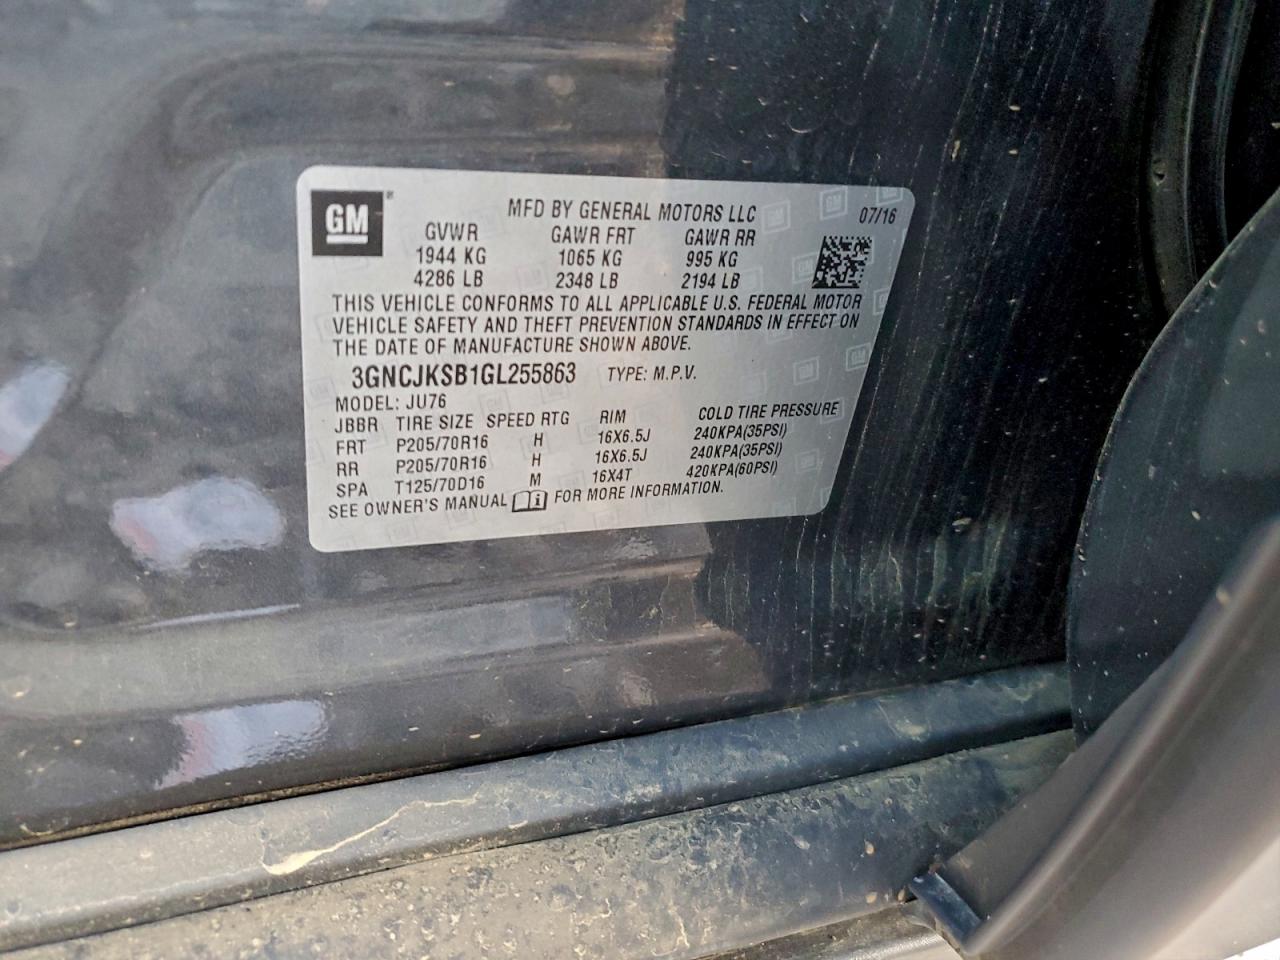 GM
MFD BY GENERAL MOTORS LLC 07/16
GVWR GAWR FRT GAWR RR
1944 KG 1065 KG 995 KG
4286 LB 2348 LB 2194 LB
THIS VEHICLE CONFORMS TO ALL APPLICABLE U.S. FEDERAL MOTOR
VEHICLE SAFETY AND THEFT PREVENTION STANDARDS IN EFFECT ON
THE DATE OF MANUFACTURE SHOWN ABOVE.
3GNCJKSB1GL255863 TYPE: M.P.V.
MODEL: JU76
JBBR TIRE SIZE SPEED RTG RIM COLD TIRE PRESSURE
FRT P205/70R16 H 16X6.5J 240KPA(35PSI)
RR P205/70R16 H 16X6.5J 240KPA(35PSI)
SPA T125/70D16 M 16X4T 420KPA(60PSI)
SEE OWNER'S MANUAL i FOR MORE INFORMATION.